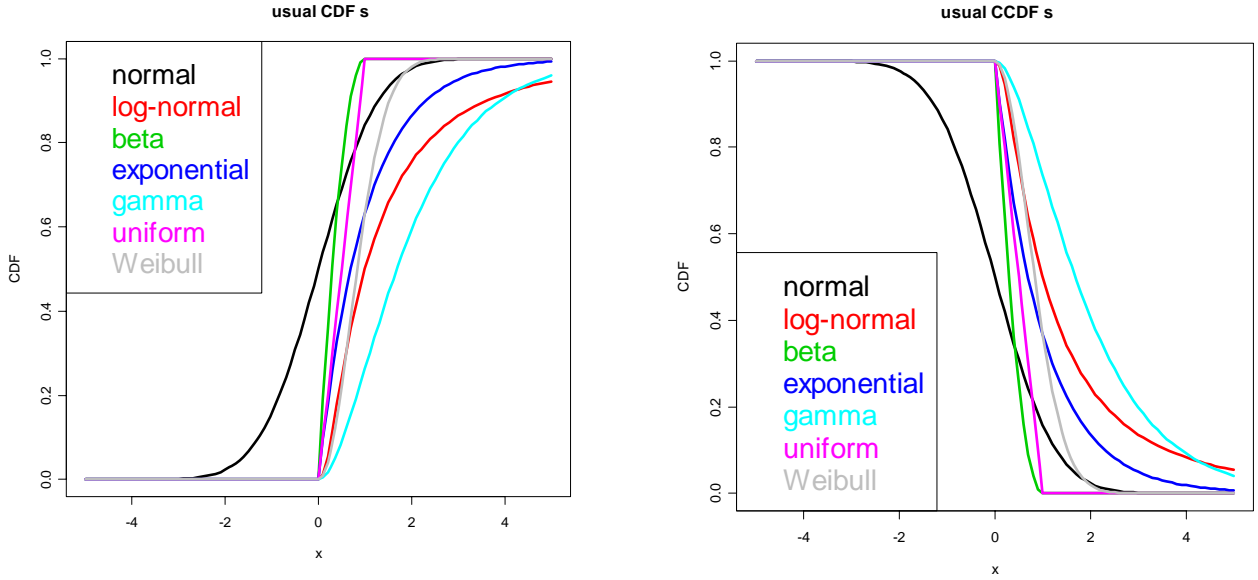 usual CDF s
CDF
1.0
0.8
0.6
0.4
0.2
0.0
normal
log-normal
beta
exponential
gamma
uniform
Weibull
-4 -2 0 2 4
x
usual CCDF s
CDF
1.0
0.8
0.6
0.4
0.2
0.0
normal
log-normal
beta
exponential
gamma
uniform
Weibull
-4 -2 0 2 4
x